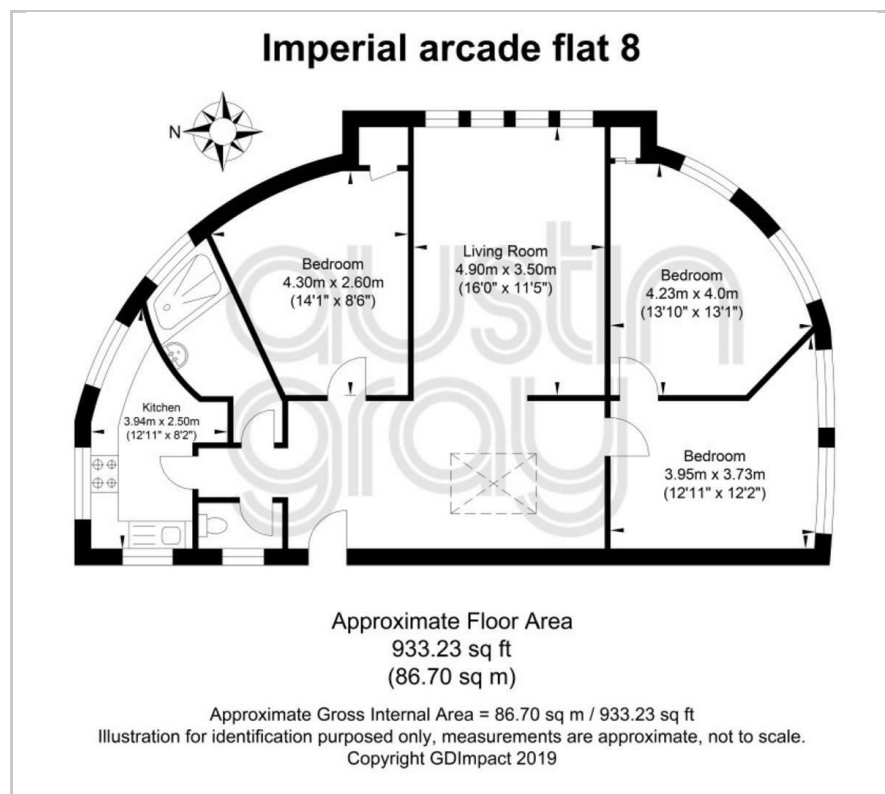 Imperial arcade flat 8
N
Living Room
4.90m x 3.50m
(16'0" x 11'5")
Bedroom
4.30m x 2.60m
(14'1" x 8'6")
Bedroom
4.23m x 4.0m
(13'10" x 13'1")
Kitchen
3.94m x 2.50m
(12'11" x 8'2")
Bedroom
3.95m x 3.73m
(12'11" x 12'2")
austin
gray
Approximate Floor Area
933.23 sq ft
(86.70 sq m)
Approximate Gross Internal Area = 86.70 sq m / 933.23 sq ft
Illustration for identification purposed only, measurements are approximate, not to scale.
Copyright GDImpact 2019